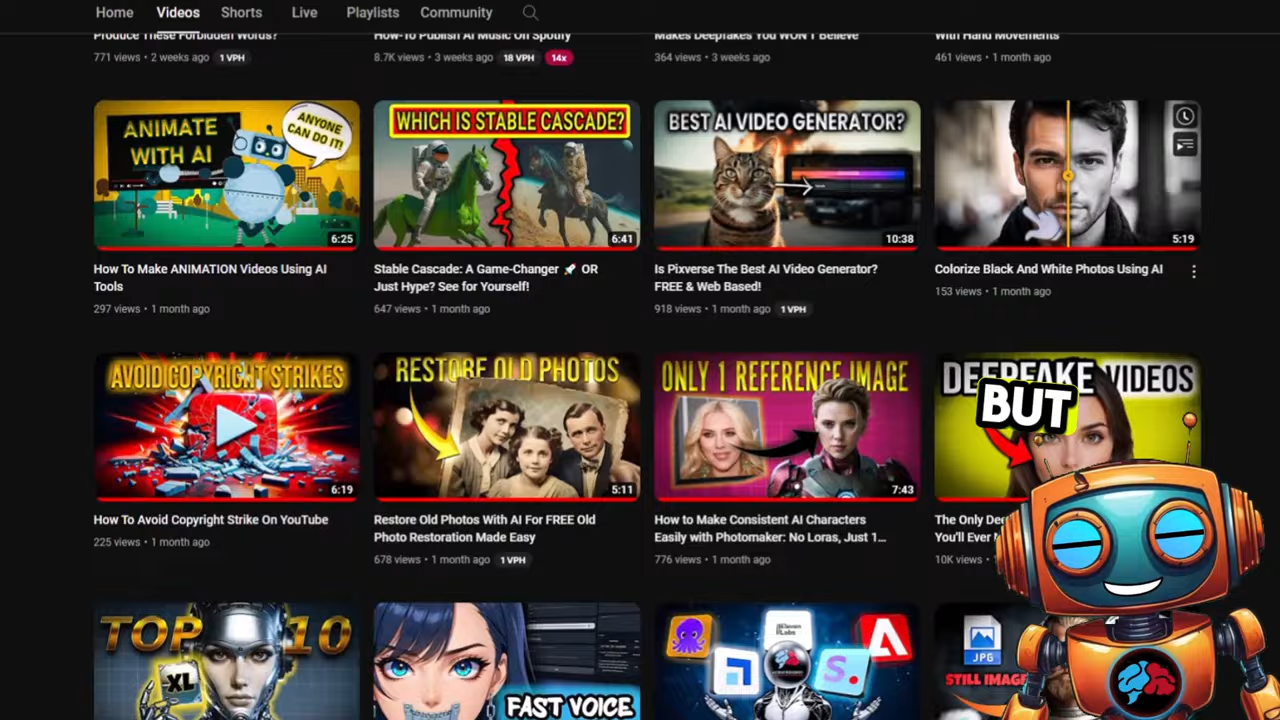 Home Videos Shorts Live Playlists Community
Produce These Forbidden Words?
How-To Publish AI Music On Spotify
Makes Deepfakes You WON'T Believe
With Hand Movements
771 views • 2 weeks ago 1 VPH
8.7K views • 3 weeks ago 18 VPH 14x
364 views • 3 weeks ago
461 views • 1 month ago
ANIMATE
WITH AI
ANYONE
CAN DO IT!
6:25
WHICH IS STABLE CASCADE?
6:41
BEST AI VIDEO GENERATOR?
10:38
5:19
How To Make ANIMATION Videos Using AI
Tools
297 views • 1 month ago
Stable Cascade: A Game-Changer 🚀 OR
Just Hype? See for Yourself!
647 views • 1 month ago
Is Pixverse The Best AI Video Generator?
FREE & Web Based!
918 views • 1 month ago 1 VPH
Colorize Black And White Photos Using AI
153 views • 1 month ago
AVOID COPYRIGHT STRIKES
6:19
RESTORE OLD PHOTOS
5:11
ONLY 1 REFERENCE IMAGE
7:43
DEEPFAKE VIDEOS
BUT
How To Avoid Copyright Strike On YouTube
225 views • 1 month ago
Restore Old Photos With AI For FREE Old
Photo Restoration Made Easy
678 views • 1 month ago 1 VPH
How to Make Consistent AI Characters
Easily with Photomaker: No Loras, Just 1...
776 views • 1 month ago
The Only
You'll Ever
10K views
TOP 10
XL
FAST VOICE
JPG
STILL IMAGE